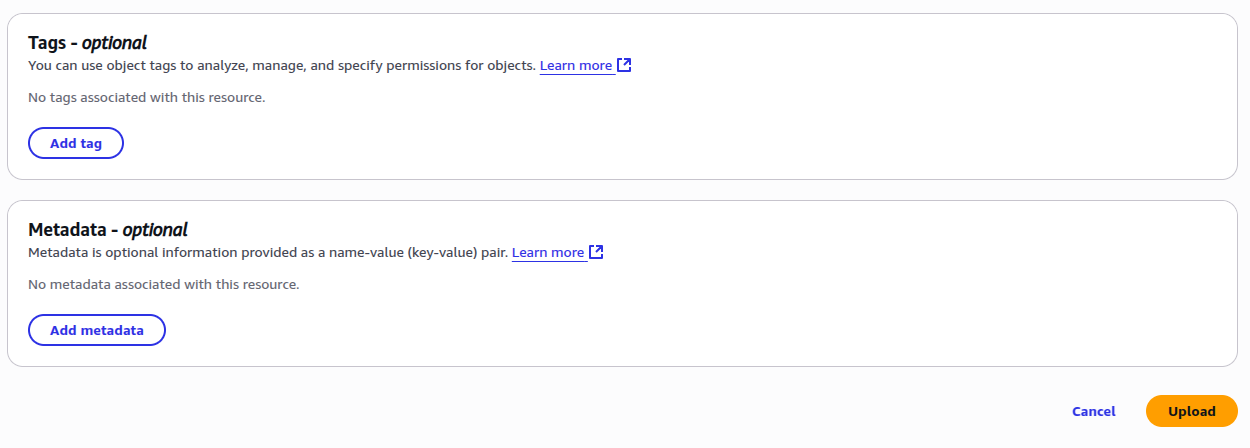 Tags - optional
You can use object tags to analyze, manage, and specify permissions for objects. Learn more
No tags associated with this resource.
Add tag
Metadata - optional
Metadata is optional information provided as a name-value (key-value) pair. Learn more
No metadata associated with this resource.
Add metadata
Cancel Upload